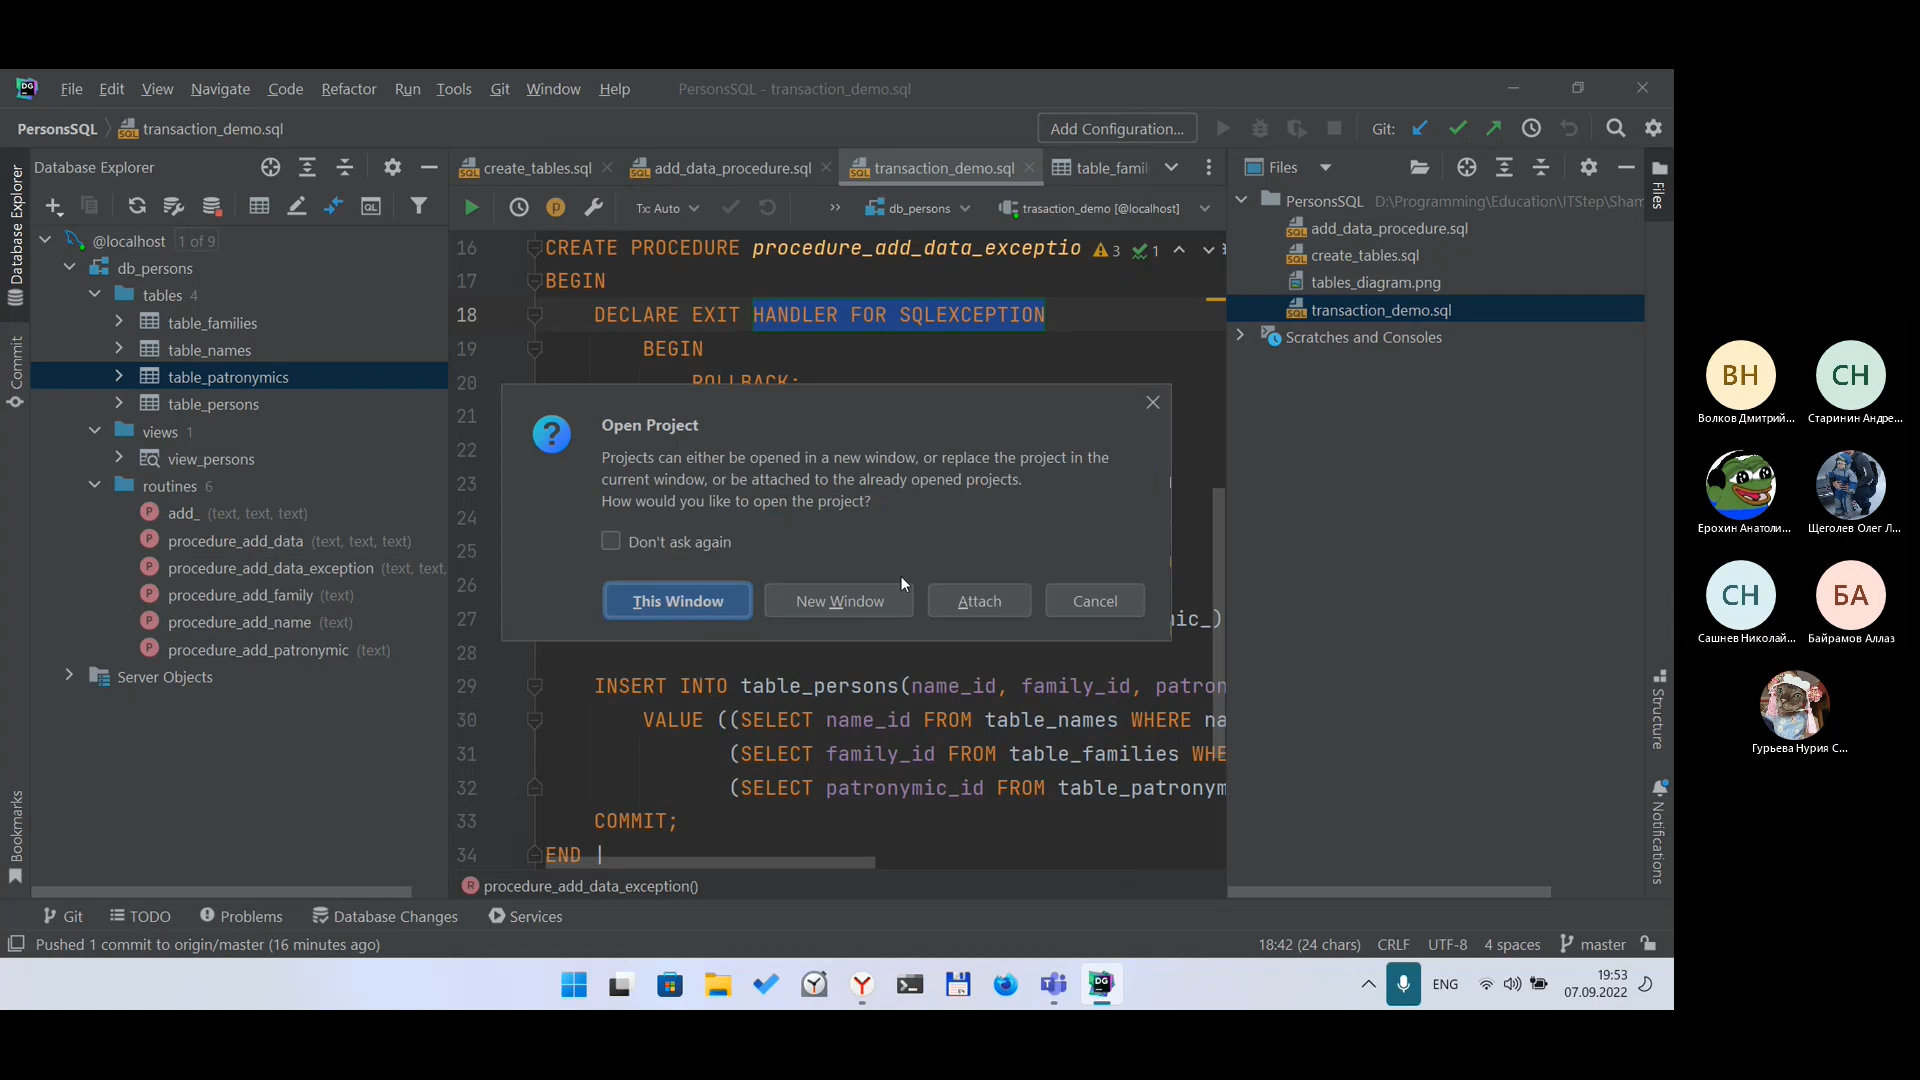 DG File Edit View Navigate Code Refactor Run Tools Git Window Help PersonsSQL - transaction_demo.sql
PersonsSQL transaction_demo.sql Add Configuration... Git:
Database Explorer
create_tables.sql add_data_procedure.sql transaction_demo.sql table_famil
Files
Tx: Auto db_persons trasaction_demo [@localhost]
Database Explorer
Commit
Bookmarks
@localhost 1 of 9
db_persons
tables 4
table_families
table_names
table_patronymics
table_persons
views 1
view_persons
routines 6
add_ (text, text, text)
procedure_add_data (text, text, text)
procedure_add_data_exception (text, text,
procedure_add_family (text)
procedure_add_name (text)
procedure_add_patronymic (text)
Server Objects
16 CREATE PROCEDURE procedure_add_data_exceptio 3 1
17 BEGIN
18 DECLARE EXIT HANDLER FOR SQLEXCEPTION
19 BEGIN
20 ROLLBACK;
21
22
23
24
25
26
27 nic_)
28
29 INSERT INTO table_persons(name_id, family_id, patron
30 VALUE ((SELECT name_id FROM table_names WHERE na
31 (SELECT family_id FROM table_families WHE
32 (SELECT patronymic_id FROM table_patronym
33 COMMIT;
34 END |
procedure_add_data_exception()
Open Project
Projects can either be opened in a new window, or replace the project in the
current window, or be attached to the already opened projects.
How would you like to open the project?
Don't ask again
This Window New Window Attach Cancel
PersonsSQL D:\Programming\Education\ITStep\Sham
add_data_procedure.sql
create_tables.sql
tables_diagram.png
transaction_demo.sql
Scratches and Consoles
Files
Structure
Notifications
Git TODO Problems Database Changes Services
Pushed 1 commit to origin/master (16 minutes ago) 18:42 (24 chars) CRLF UTF-8 4 spaces master
ENG 19:53
07.09.2022
ВН СН
Волков Дмитрий... Старинин Андре...
Ерохин Анатоли... Щеголев Олег Л...
СН БА
Сашнев Николай... Байрамов Аллаз
Гурьева Нурия С...